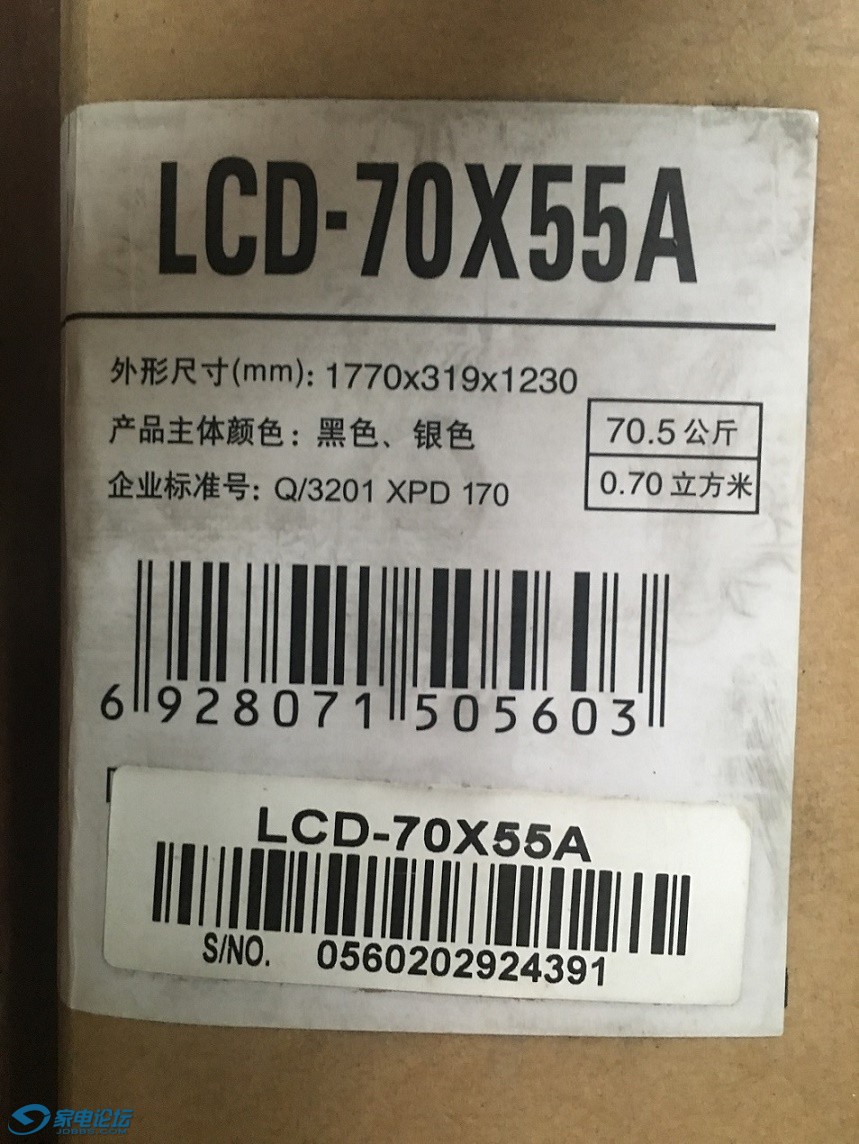 LCD-70X55A
外形尺寸(mm): 1770x319x1230
产品主体颜色：黑色、银色
70.5公斤
企业标准号: Q/3201 XPD 170
0.70立方米
6 928071 505603
LCD-70X55A
S/NO. 0560202924391
家电论坛
JDBBS.COM